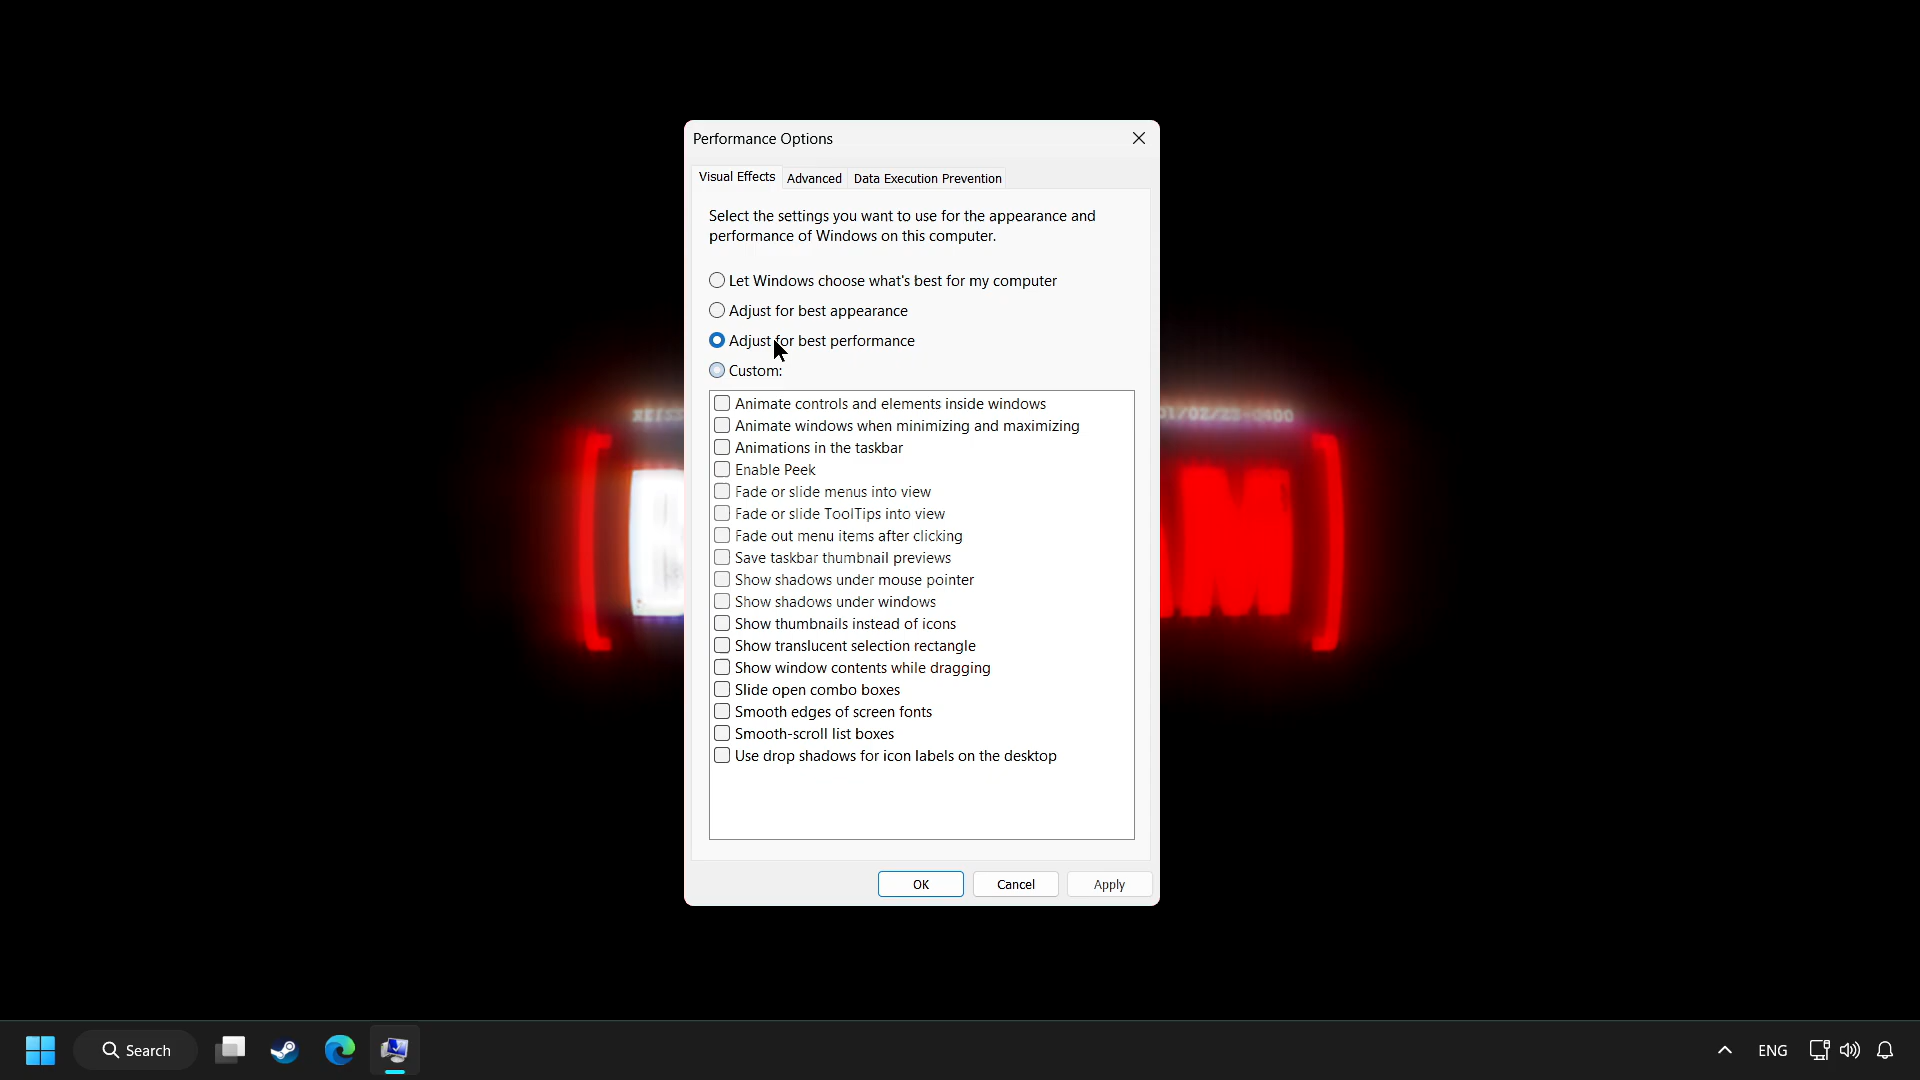 Performance Options
Visual Effects
Advanced
Data Execution Prevention
Select the settings you want to use for the appearance and
performance of Windows on this computer.
Let Windows choose what's best for my computer
Adjust for best appearance
Adjust for best performance
Custom:
Animate controls and elements inside windows
Animate windows when minimizing and maximizing
Animations in the taskbar
Enable Peek
Fade or slide menus into view
Fade or slide ToolTips into view
Fade out menu items after clicking
Save taskbar thumbnail previews
Show shadows under mouse pointer
Show shadows under windows
Show thumbnails instead of icons
Show translucent selection rectangle
Show window contents while dragging
Slide open combo boxes
Smooth edges of screen fonts
Smooth-scroll list boxes
Use drop shadows for icon labels on the desktop
OK
Cancel
Apply
Search
ENG